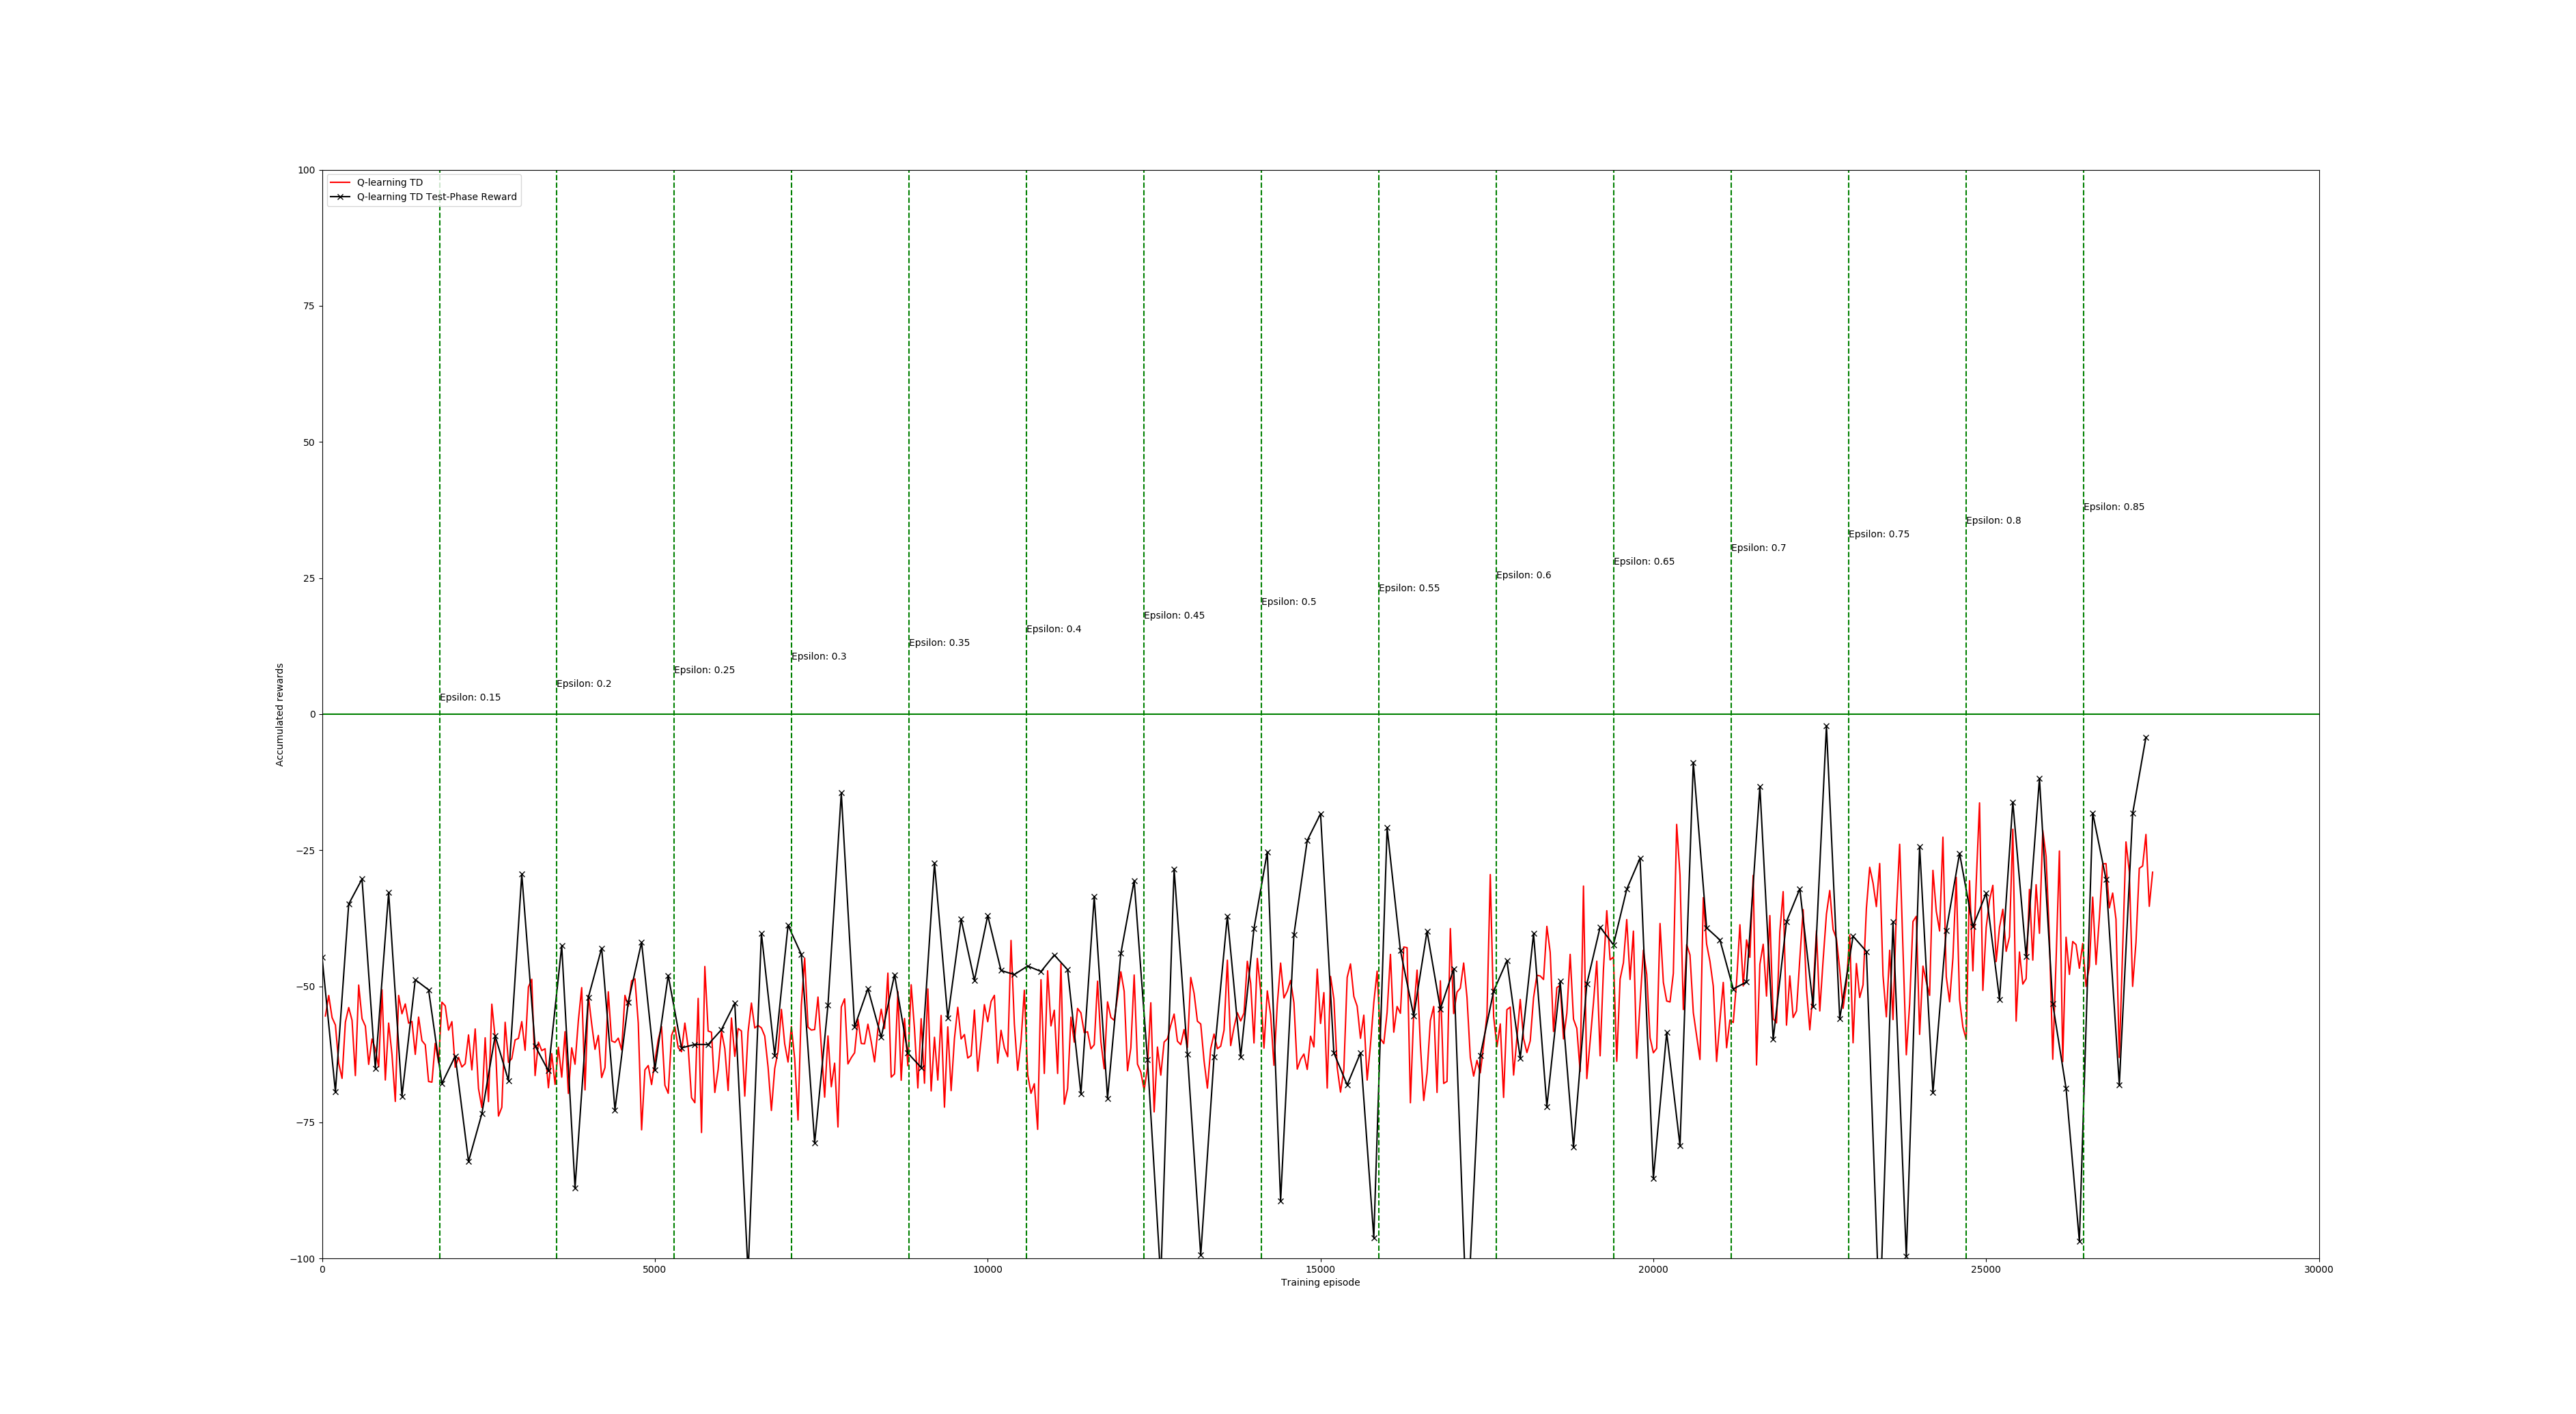 Q-learning TD
Q-learning TD Test-Phase Reward
100
75
50
25
0
−25
−50
−75
−100
Accumulated rewards
Epsilon: 0.15
Epsilon: 0.2
Epsilon: 0.25
Epsilon: 0.3
Epsilon: 0.35
Epsilon: 0.4
Epsilon: 0.45
Epsilon: 0.5
Epsilon: 0.55
Epsilon: 0.6
Epsilon: 0.65
Epsilon: 0.7
Epsilon: 0.75
Epsilon: 0.8
Epsilon: 0.85
0
5000
10000
15000
20000
25000
30000
Training episode